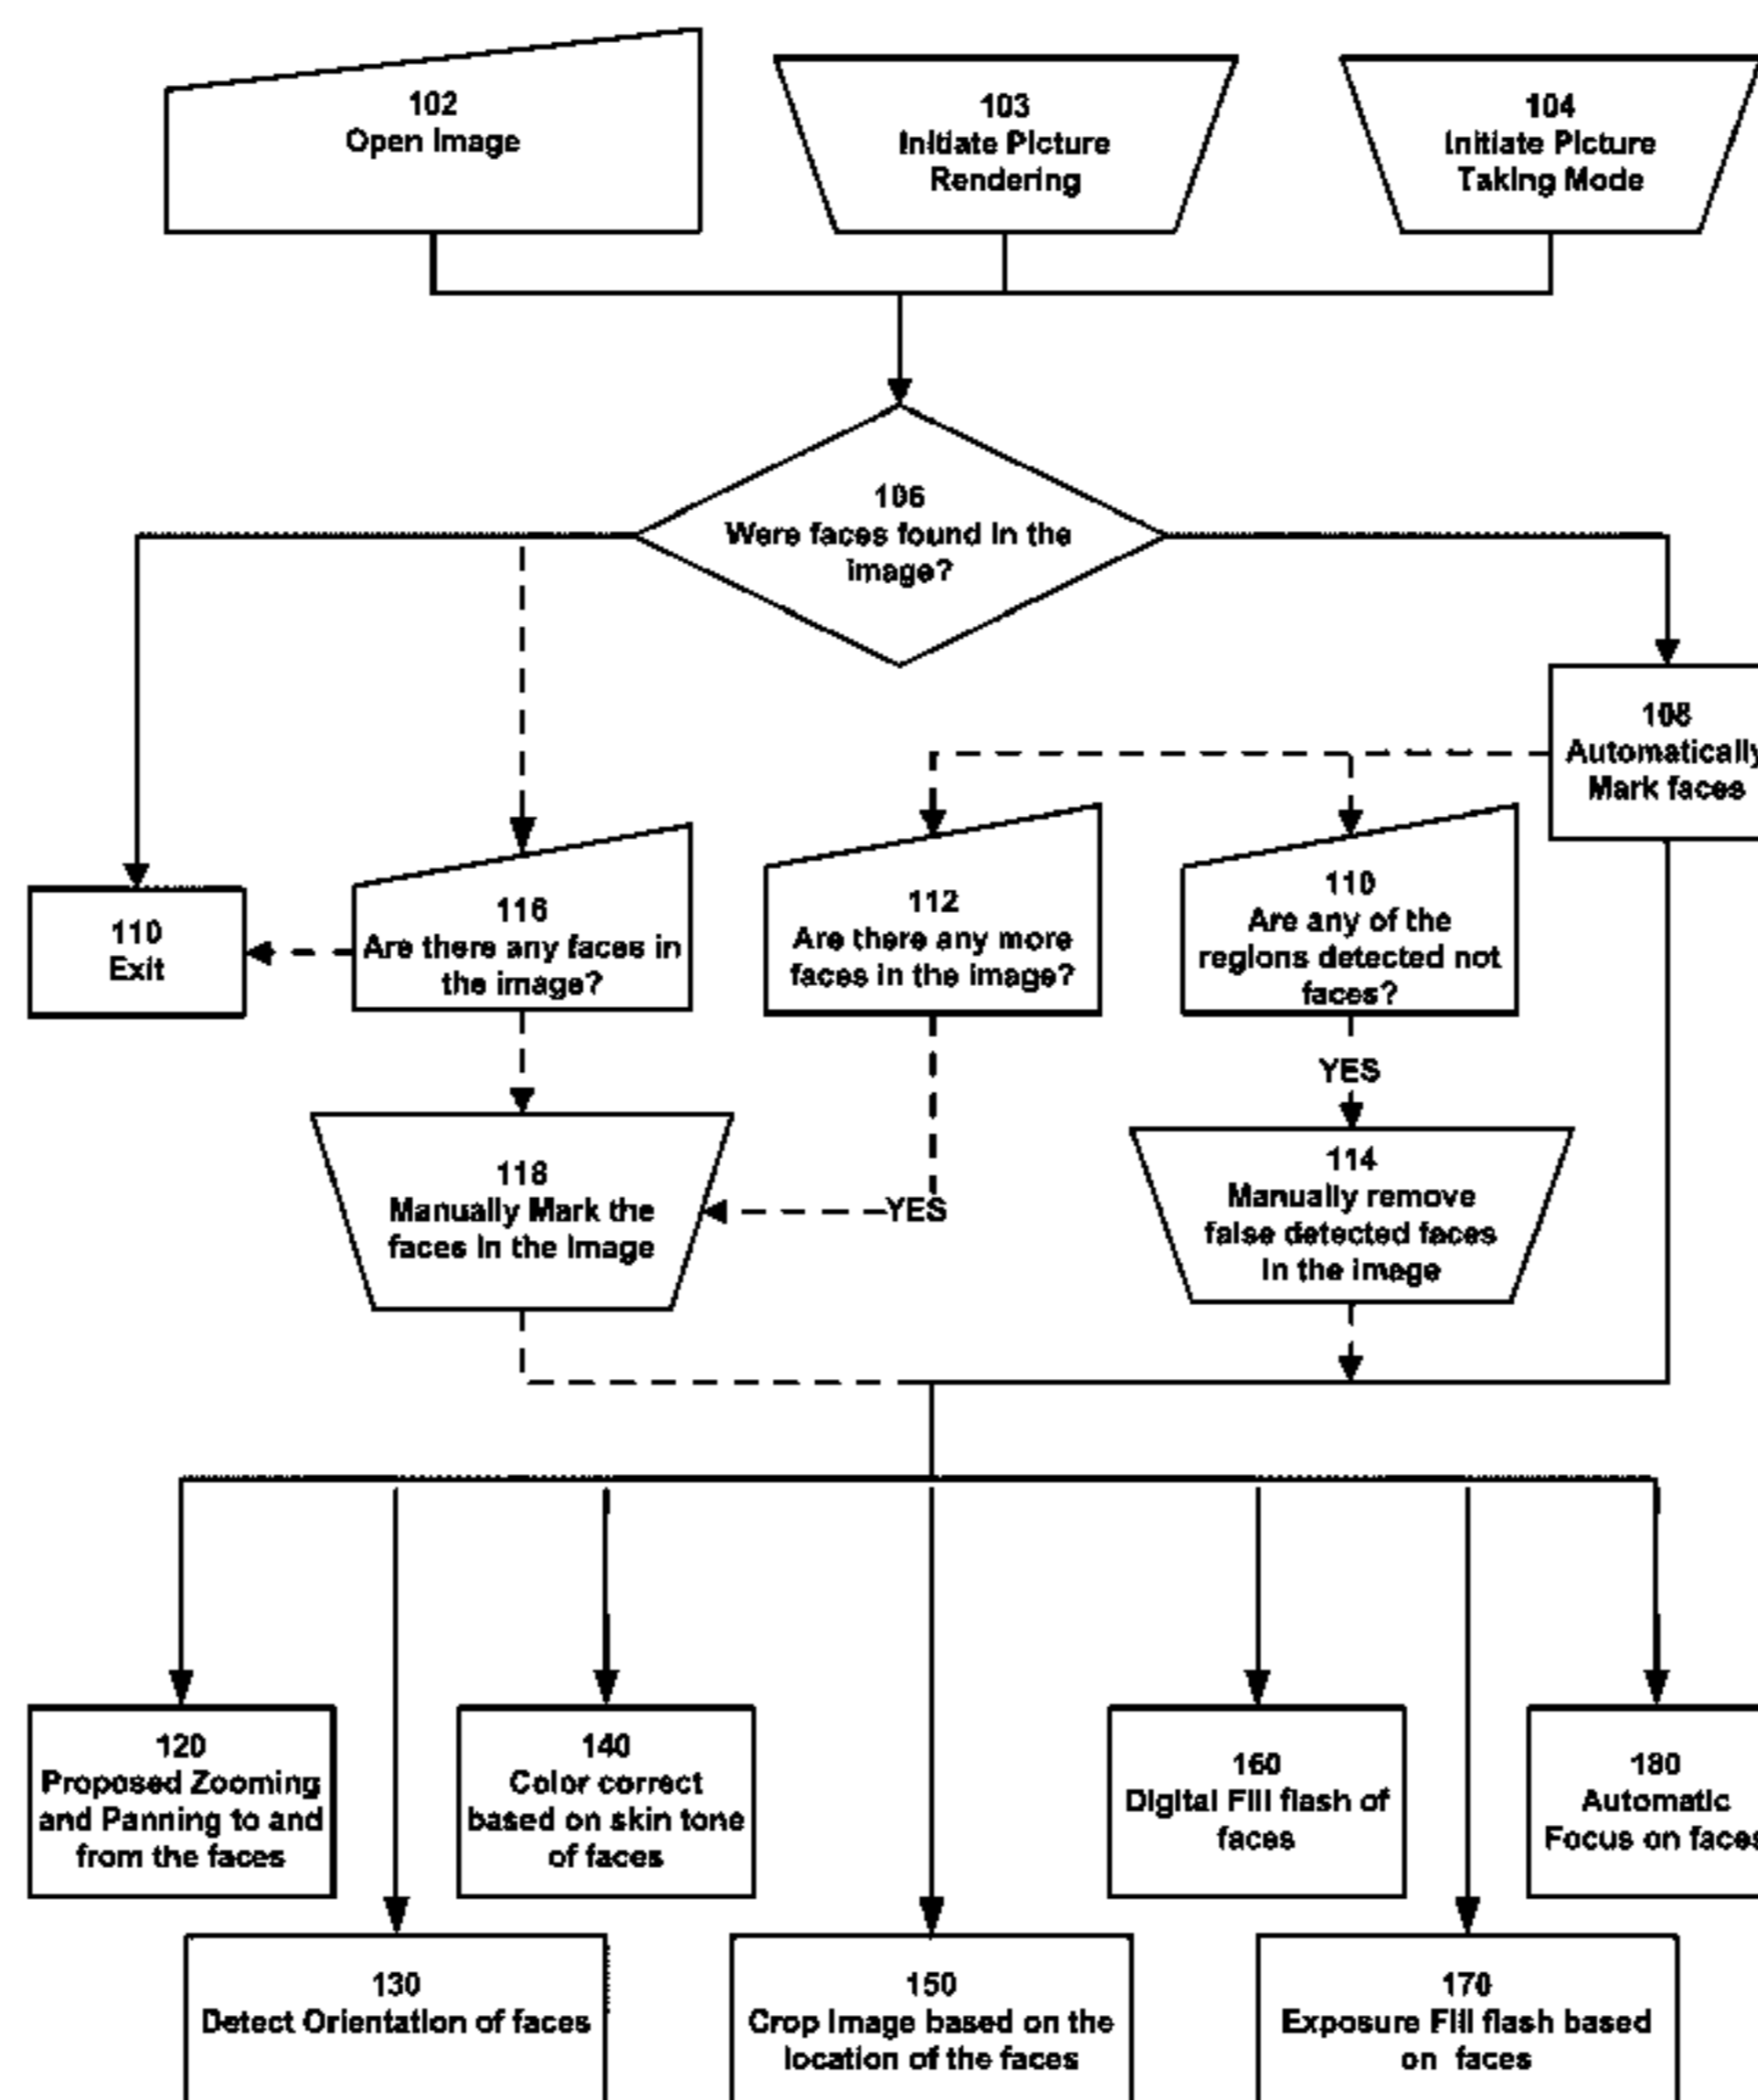 102
Open Image
103
Initiate Picture
Rendering
104
Initiate Picture
Taking Mode
106
Were faces found in the
image?
108
Automatically
Mark faces
110
Exit
116
Are there any faces in
the image?
112
Are there any more
faces in the image?
110
Are any of the
regions detected not
faces?
YES
118
Manually Mark the
faces in the image
YES
114
Manually remove
false detected faces
in the image
120
Proposed Zooming
and Panning to and
from the faces
140
Color correct
based on skin tone
of faces
160
Digital Fill flash of
faces
180
Automatic
Focus on faces
130
Detect Orientation of faces
150
Crop image based on the
location of the faces
170
Exposure Fill flash based
on faces